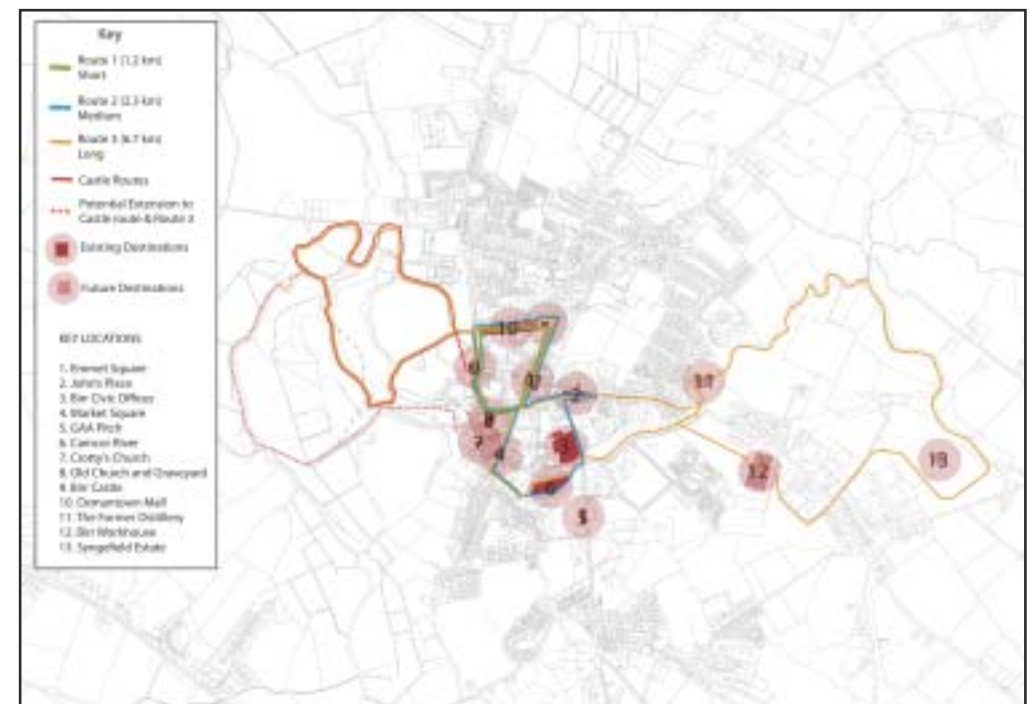 Key
Route 1 (1.2 km)
Short
Route 2 (2.3 km)
Medium
Route 3 (6.7 km)
Long
Castle Routes
Potential Extension to
Castle route & Route 3
Existing Destinations
Future Destinations
KEY LOCATIONS
1. Emmet Square
2. John's Place
3. Birr Civic Offices
4. Market Square
5. GAA Pitch
6. Camcor River
7. Crotty's Church
8. Old Church and Graveyard
9. Birr Castle
10. Oxmantown Mall
11. The Former Distillery
12. Birr Workhouse
13. Syngefield Estate
10
9
1
2
11
8
7
3
4
12
13
5